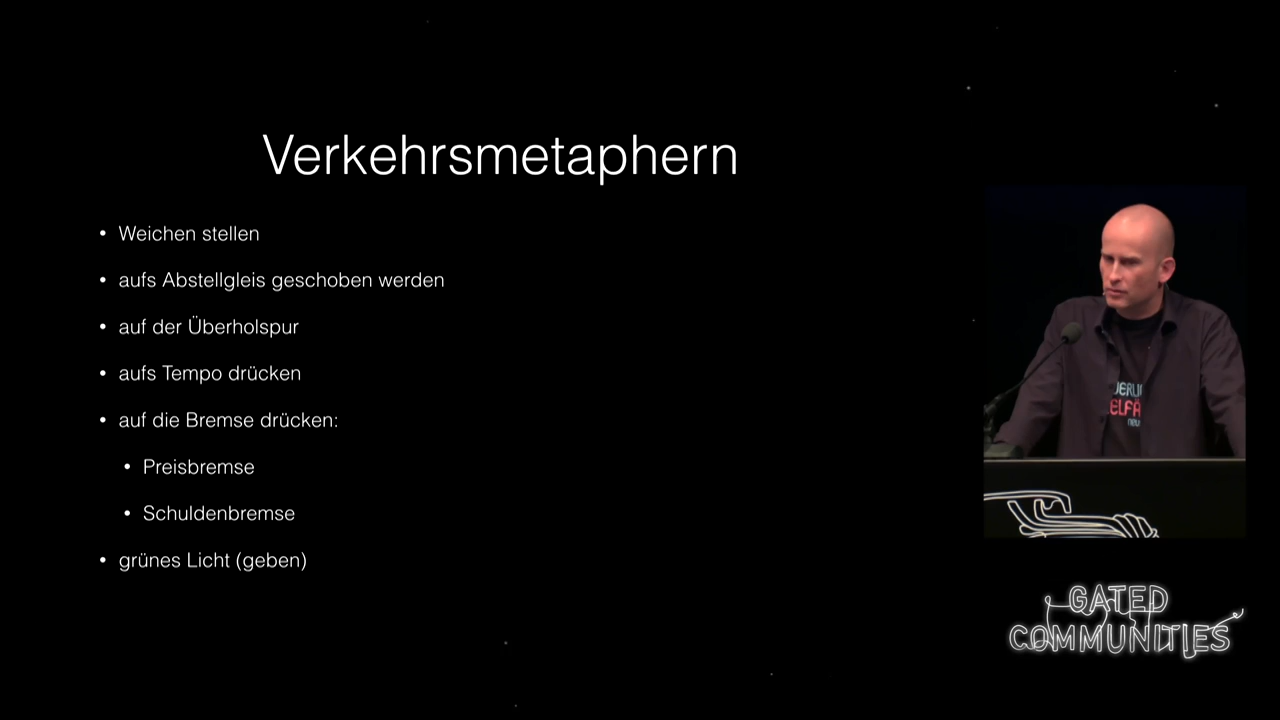 Verkehrsmetaphern
• Weichen stellen
• aufs Abstellgleis geschoben werden
• auf der Überholspur
• aufs Tempo drücken
• auf die Bremse drücken:
• Preisbremse
• Schuldenbremse
• grünes Licht (geben)
GATED
COMMUNITIES